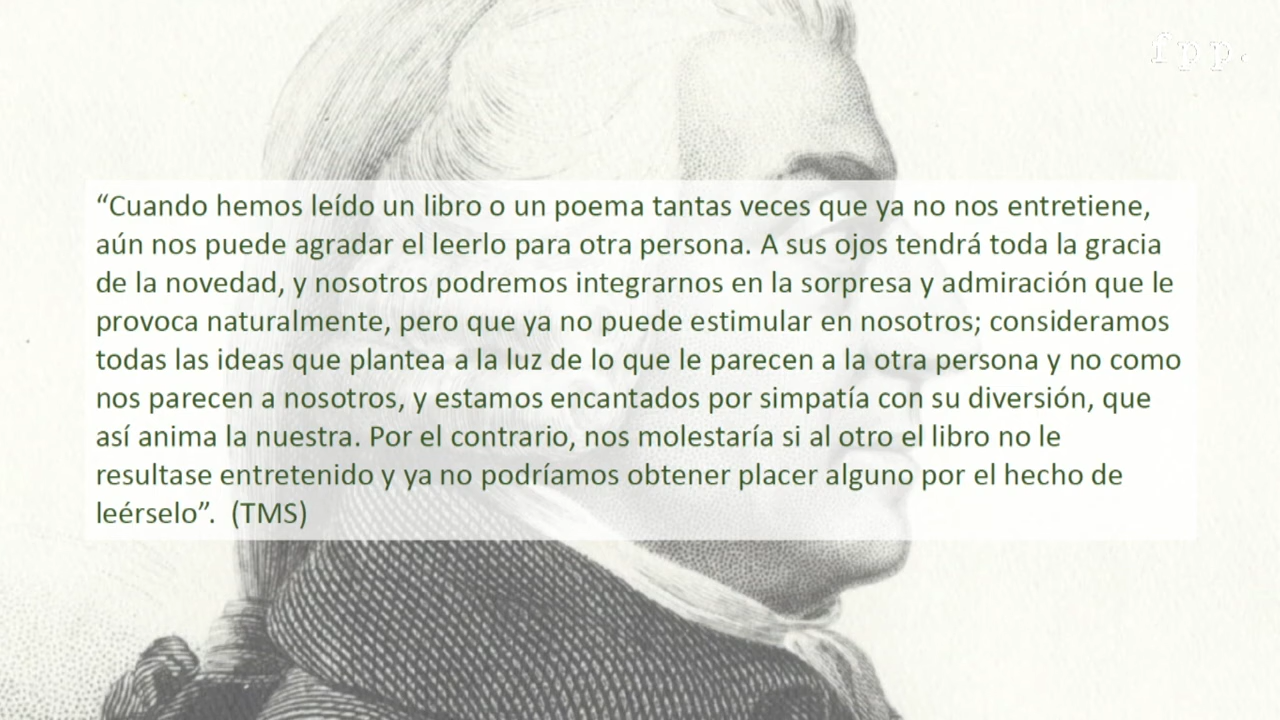 fpp.
“Cuando hemos leído un libro o un poema tantas veces que ya no nos entretiene,
aún nos puede agradar el leerlo para otra persona. A sus ojos tendrá toda la gracia
de la novedad, y nosotros podremos integrarnos en la sorpresa y admiración que le
provoca naturalmente, pero que ya no puede estimular en nosotros; consideramos
todas las ideas que plantea a la luz de lo que le parecen a la otra persona y no como
nos parecen a nosotros, y estamos encantados por simpatía con su diversión, que
así anima la nuestra. Por el contrario, nos molestaría si al otro el libro no le
resultase entretenido y ya no podríamos obtener placer alguno por el hecho de
leérselo”. (TMS)